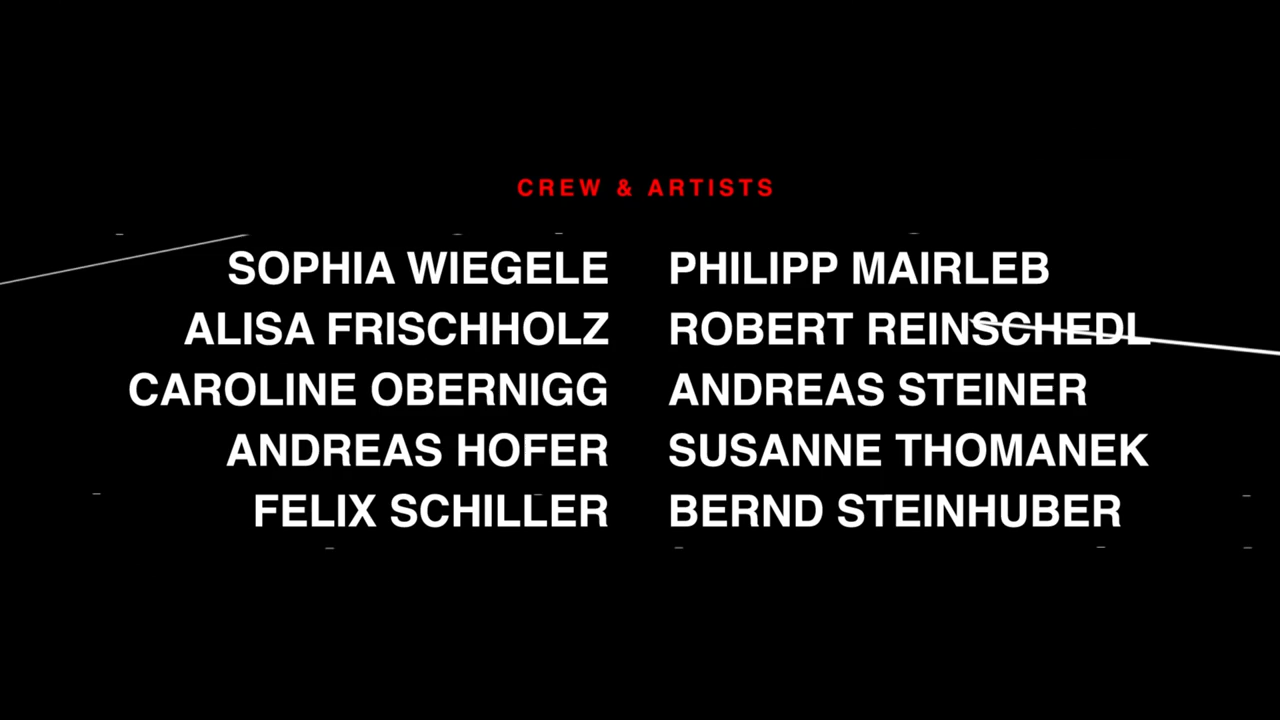 CREW & ARTISTS
SOPHIA WIEGELE PHILIPP MAIRLEB
ALISA FRISCHHOLZ ROBERT REINSCHEDL
CAROLINE OBERNIGG ANDREAS STEINER
ANDREAS HOFER SUSANNE THOMANEK
FELIX SCHILLER BERND STEINHUBER